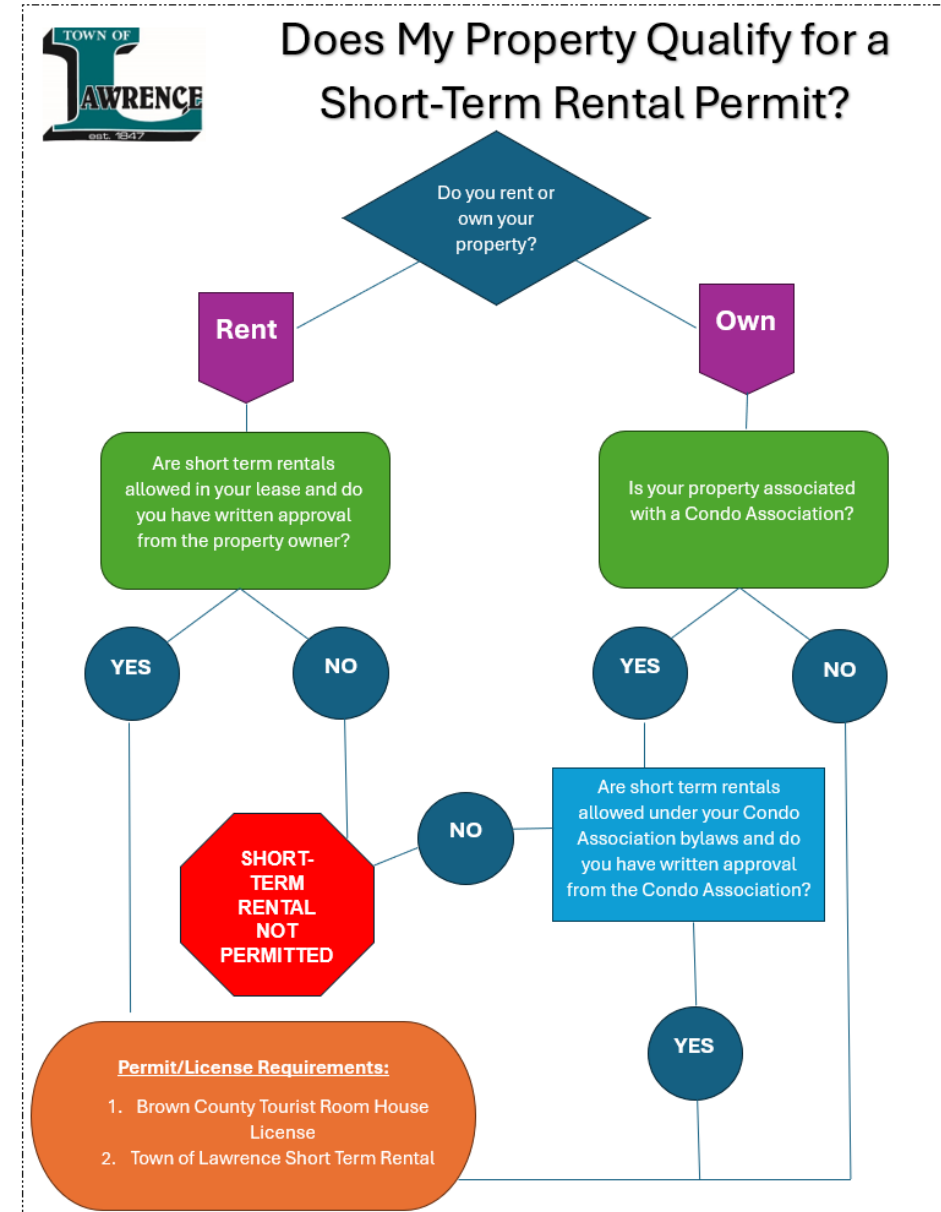 TOWN OF
LAWRENCE
est. 1847
Does My Property Qualify for a
Short-Term Rental Permit?
Do you rent or
own your
property?
Rent
Own
Are short term rentals
allowed in your lease and do
you have written approval
from the property owner?
Is your property associated
with a Condo Association?
YES
NO
YES
NO
Are short term rentals
allowed under your Condo
Association bylaws and do
you have written approval
from the Condo Association?
NO
SHORT-
TERM
RENTAL
NOT
PERMITTED
YES
Permit/License Requirements:
1. Brown County Tourist Room House
License
2. Town of Lawrence Short Term Rental